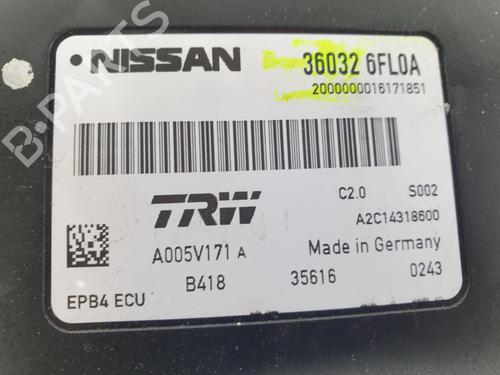 NISSAN 36032 6FL0A
2000000016171851
TRW C2.0 S002
A2C14318600
A005V171 A Made in Germany
B418 35616 0243
EPB4 ECU
B-PARTS